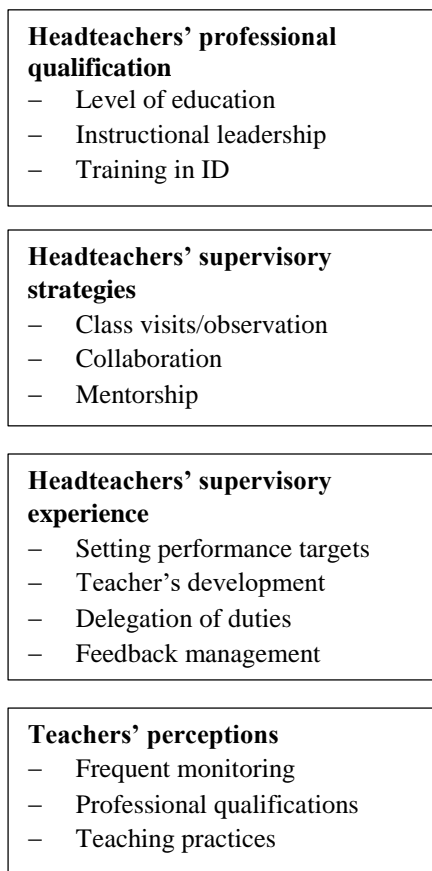 Headteachers’ professional
qualification
− Level of education
− Instructional leadership
− Training in ID
Headteachers’ supervisory
strategies
− Class visits/observation
− Collaboration
− Mentorship
Headteachers’ supervisory
experience
− Setting performance targets
− Teacher’s development
− Delegation of duties
− Feedback management
Teachers’ perceptions
− Frequent monitoring
− Professional qualifications
− Teaching practices